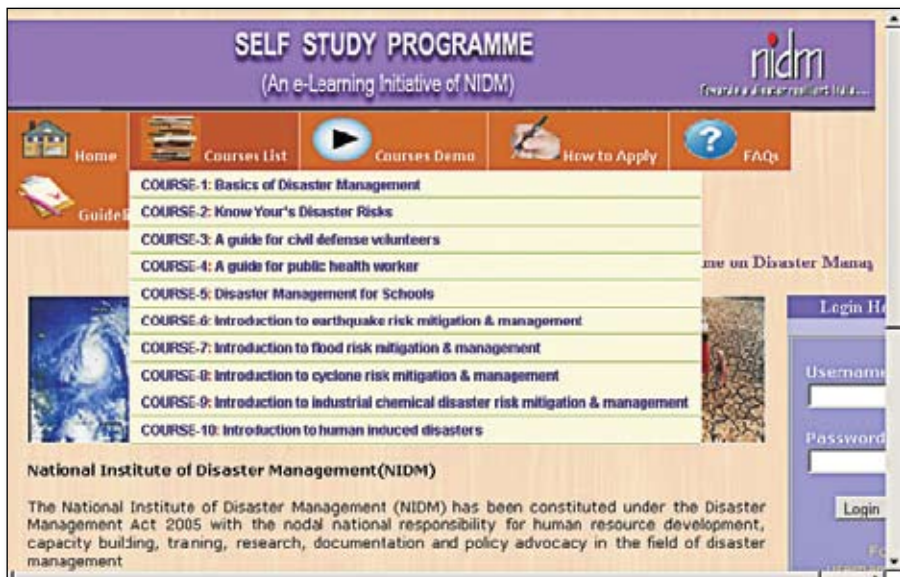 SELF STUDY PROGRAMME
(An e-Learning Initiative of NIDM)
nidm
Towards a disaster resilient India...
Home
Courses List
Courses Demo
How to Apply
FAQs
COURSE-1: Basics of Disaster Management
COURSE-2: Know Your's Disaster Risks
COURSE-3: A guide for civil defense volunteers
COURSE-4: A guide for public health worker
COURSE-5: Disaster Management for Schools
COURSE-6: Introduction to earthquake risk mitigation & management
COURSE-7: Introduction to flood risk mitigation & management
COURSE-8: Introduction to cyclone risk mitigation & management
COURSE-9: Introduction to industrial chemical disaster risk mitigation & management
COURSE-10: Introduction to human induced disasters
on Disaster
Login
Username
Password
Login
National Institute of Disaster Management(NIDM)
The National Institute of Disaster Management (NIDM) has been constituted under the Disaster
Management Act 2005 with the nodal national responsibility for human resource development,
capacity building, traning, research, documentation and policy advocacy in the field of disaster
management